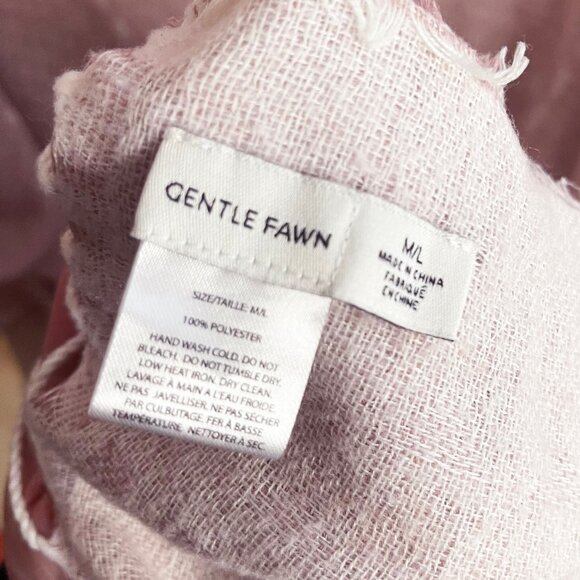 GENTLE FAWN
M/L
MADE IN CHINA
FABRIQUÉ
EN CHINE
SIZE/TAILLE: M/L
100% POLYESTER
HAND WASH COLD. DO NOT
BLEACH. DO NOT TUMBLE DRY.
LOW HEAT IRON. DRY CLEAN.
LAVAGE À MAIN A L'EAU FROIDE.
NE PAS JAVELLISER. NE PAS SÉCHER
PAR CULBUTAGE. FER À BASSE
TEMPÉRATURE. NETTOYER À SEC.